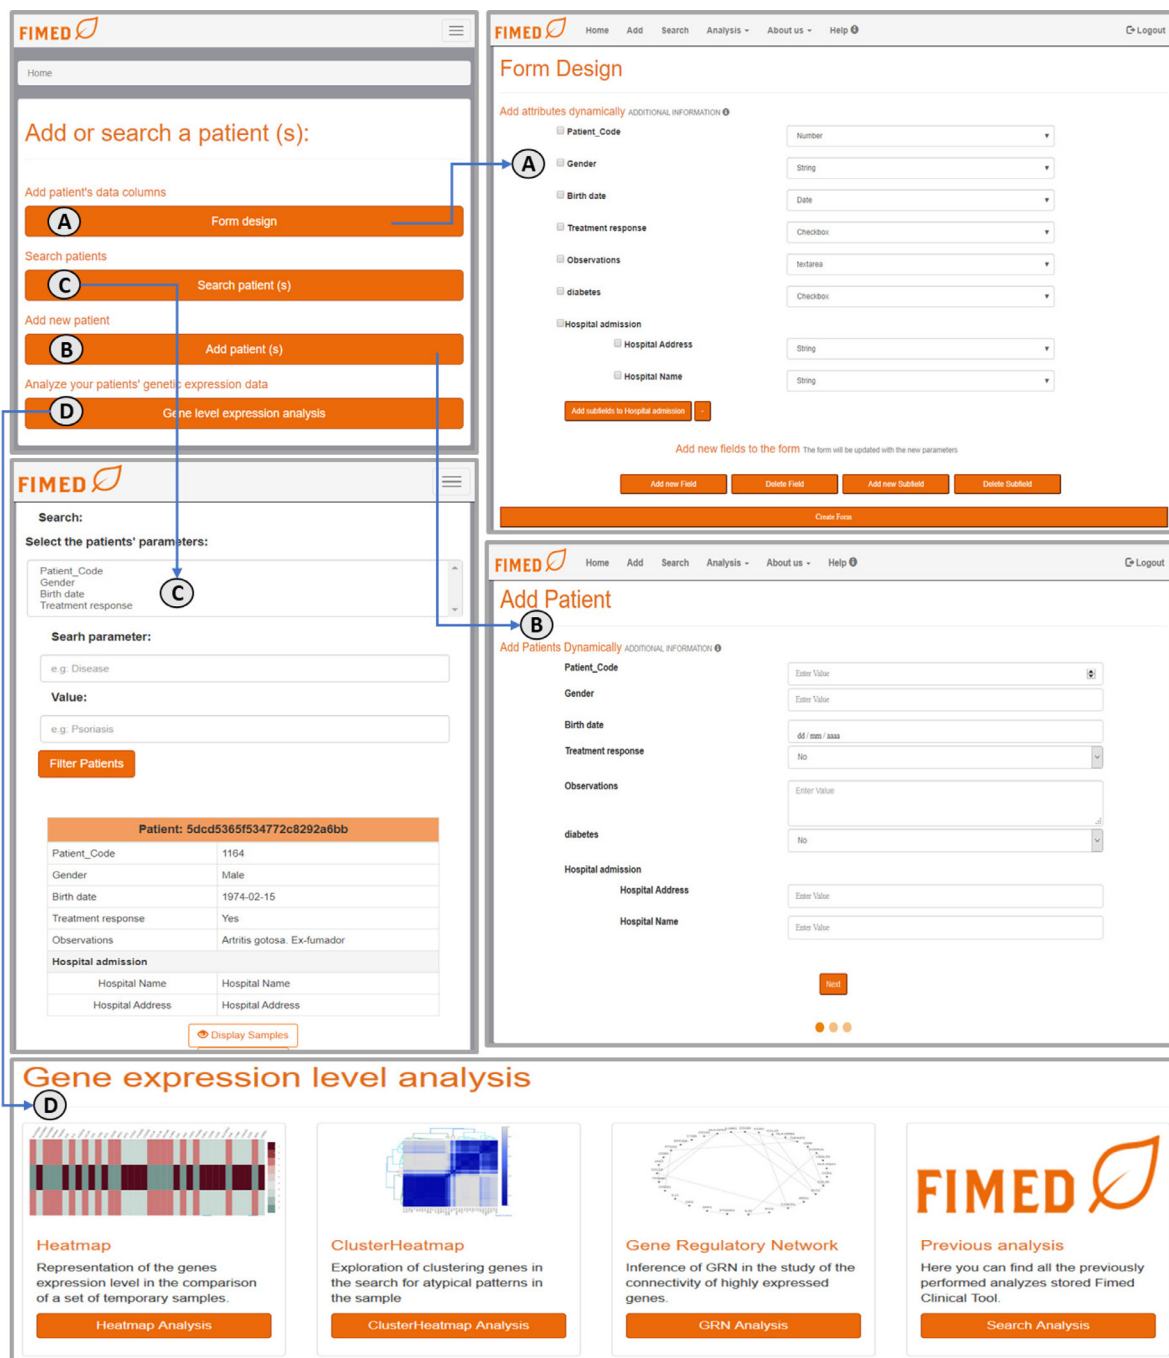 FIMED
Home
Add or search a patient (s):
Add patient's data columns
A
Form design
Search patients
C
Search patient (s)
Add new patient
B
Add patient (s)
Analyze your patients' genetic expression data
D
Gene level expression analysis
FIMED
Home Add Search Analysis About us Help
Logout
Form Design
Add attributes dynamically ADDITIONAL INFORMATION
Patient_Code Number
A
Gender String
Birth date Date
Treatment response Checkbox
Observations textarea
diabetes Checkbox
Hospital admission
Hospital Address String
Hospital Name String
Add subfields to Hospital admission -
Add new fields to the form The form will be updated with the new parameters
Add new Field Delete Field Add new Subfield Delete Subfield
Create Form
FIMED
Search:
Select the patients' parameters:
Patient_Code
Gender
Birth date
Treatment response
C
Searh parameter:
e.g: Disease
Value:
e.g: Psoriasis
Filter Patients
Patient: 5dcd5365f534772c8292a6bb
Patient_Code 1164
Gender Male
Birth date 1974-02-15
Treatment response Yes
Observations Artritis gotosa. Ex-fumador
Hospital admission
Hospital Name Hospital Name
Hospital Address Hospital Address
Display Samples
FIMED
Home Add Search Analysis About us Help
Logout
Add Patient
B
Add Patients Dynamically ADDITIONAL INFORMATION
Patient_Code Enter Value
Gender Enter Value
Birth date dd / mm / aaaa
Treatment response No
Observations Enter Value
diabetes No
Hospital admission
Hospital Address Enter Value
Hospital Name Enter Value
Next
Gene expression level analysis
D
Heatmap
Representation of the genes
expression level in the comparison
of a set of temporary samples.
Heatmap Analysis
ClusterHeatmap
Exploration of clustering genes in
the search for atypical patterns in
the sample
ClusterHeatmap Analysis
Gene Regulatory Network
Inference of GRN in the study of the
connectivity of highly expressed
genes.
GRN Analysis
FIMED
Previous analysis
Here you can find all the previously
performed analyzes stored Fimed
Clinical Tool.
Search Analysis